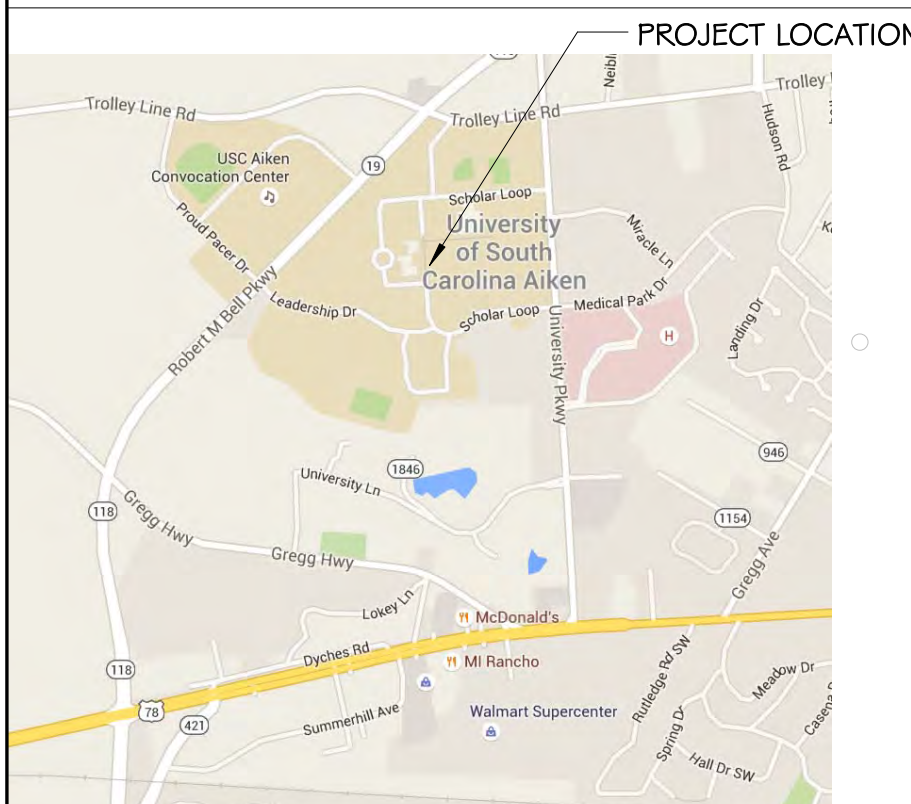 PROJECT LOCATION
Trolley Line Rd
Trolley Line Rd
Trolley
Hudson Rd
USC Aiken
Convocation Center
19
Scholar Loop
Proud Pacer Dr
University
of South
Carolina Aiken
Miracle Ln
Leadership Dr
Scholar Loop
Medical Park Dr
Robert M Bell Pkwy
University Pkwy
H
Landing Dr
946
1846
University Ln
118
Gregg Hwy
1154
Gregg Hwy
Gregg Ave
Lokey Ln
McDonald's
Dyches Rd
MI Rancho
118
78
421
Summerhill Ave
Walmart Supercenter
Rutledge Rd SW
Meadow Dr
Spring Dr
Hall Dr SW